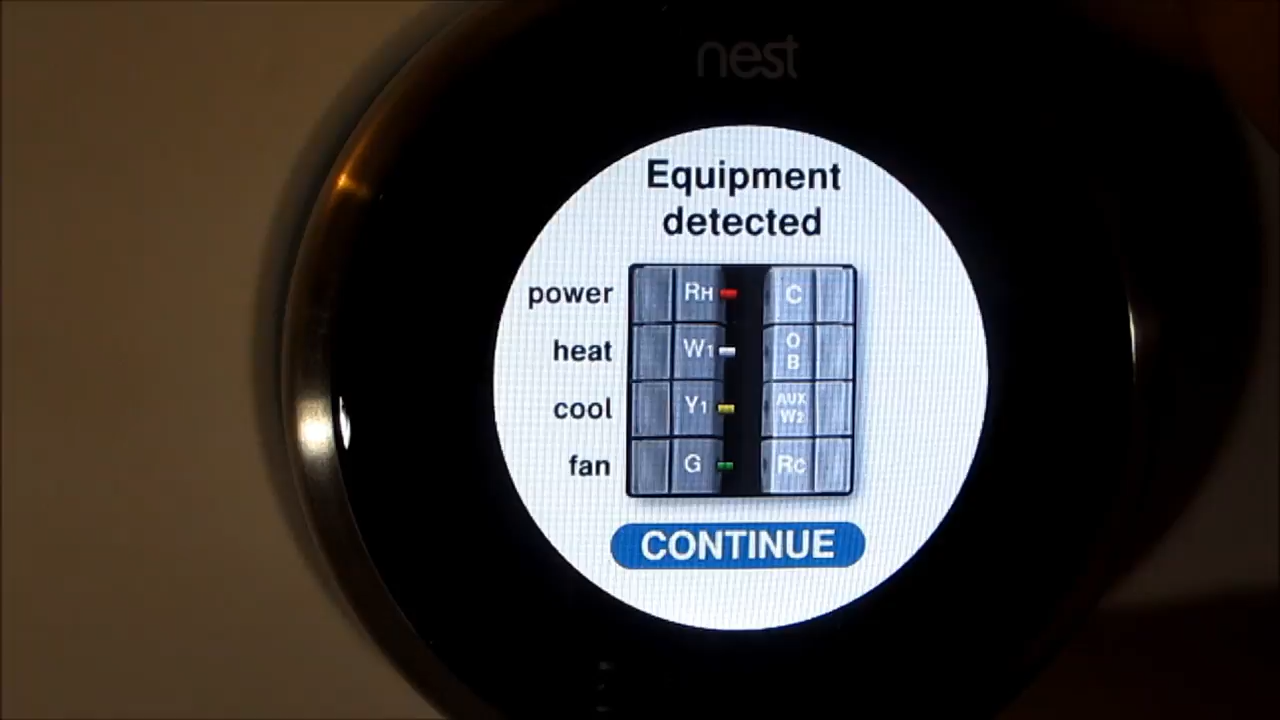 nest
Equipment
detected
power RH C
heat W1 O B
cool Y1 AUX W2
fan G RC
CONTINUE